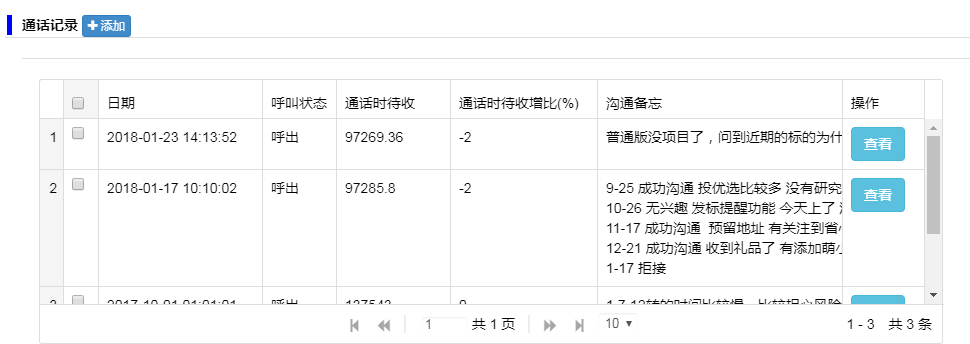 通话记录 添加
日期 呼叫状态 通话时待收 通话时待收增比(%) 沟通备忘 操作
1 2018-01-23 14:13:52 呼出 97269.36 -2 普通版没项目了，问到近期的标的为什 查看
2 2018-01-17 10:10:02 呼出 97285.8 -2 9-25 成功沟通 投优选比较多 没有研究 查看
10-26 无兴趣 发标提醒功能 今天上了
11-17 成功沟通 预留地址 有关注到省
12-21 成功沟通 收到礼品了 有添加萌
1-17 拒接
1 共 1 页 10 1 - 3 共 3 条